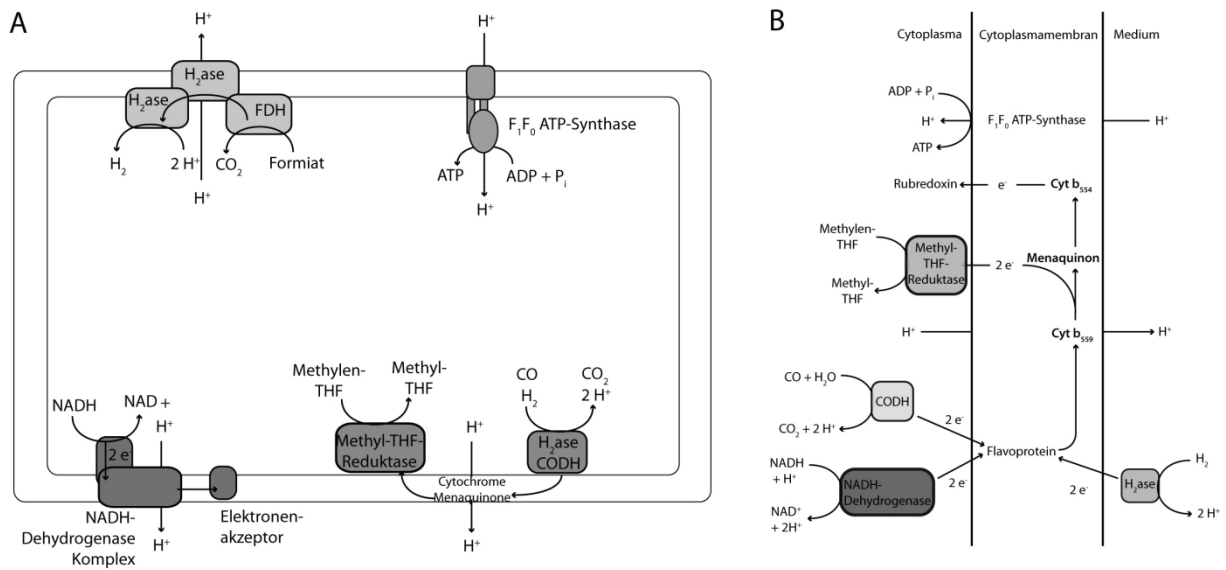 A
H⁺
H₂ase
H₂ase
FDH
H₂
2 H⁺
CO₂
Formiat
H⁺
H⁺
F₁F₀ ATP-Synthase
ATP
ADP + Pᵢ
H⁺
NADH
NAD +
2 e⁻
H⁺
NADH-
Dehydrogenase
Komplex
H⁺
Elektronen-
akzeptor
Methylen-
THF
Methyl-
THF
Methyl-THF-
Reduktase
H⁺
Cytochrome
Menaquinone
H⁺
CO
H₂
CO₂
2 H⁺
H₂ase
CODH
B
Cytoplasma
Cytoplasmamembran
Medium
ADP + Pᵢ
H⁺
ATP
F₁F₀ ATP-Synthase
H⁺
Rubredoxin
e⁻
Cyt b₅₅₄
Methylen-
THF
Methyl-
THF
Methyl-
THF-
Reduktase
2 e⁻
Menaquinon
H⁺
Cyt b₅₅₉
H⁺
CO + H₂O
CODH
CO₂ + 2 H⁺
2 e⁻
Flavoprotein
NADH
+ H⁺
NAD⁺
+ 2H⁺
NADH-
Dehydrogenase
2 e⁻
2 e⁻
H₂ase
H₂
2 H⁺